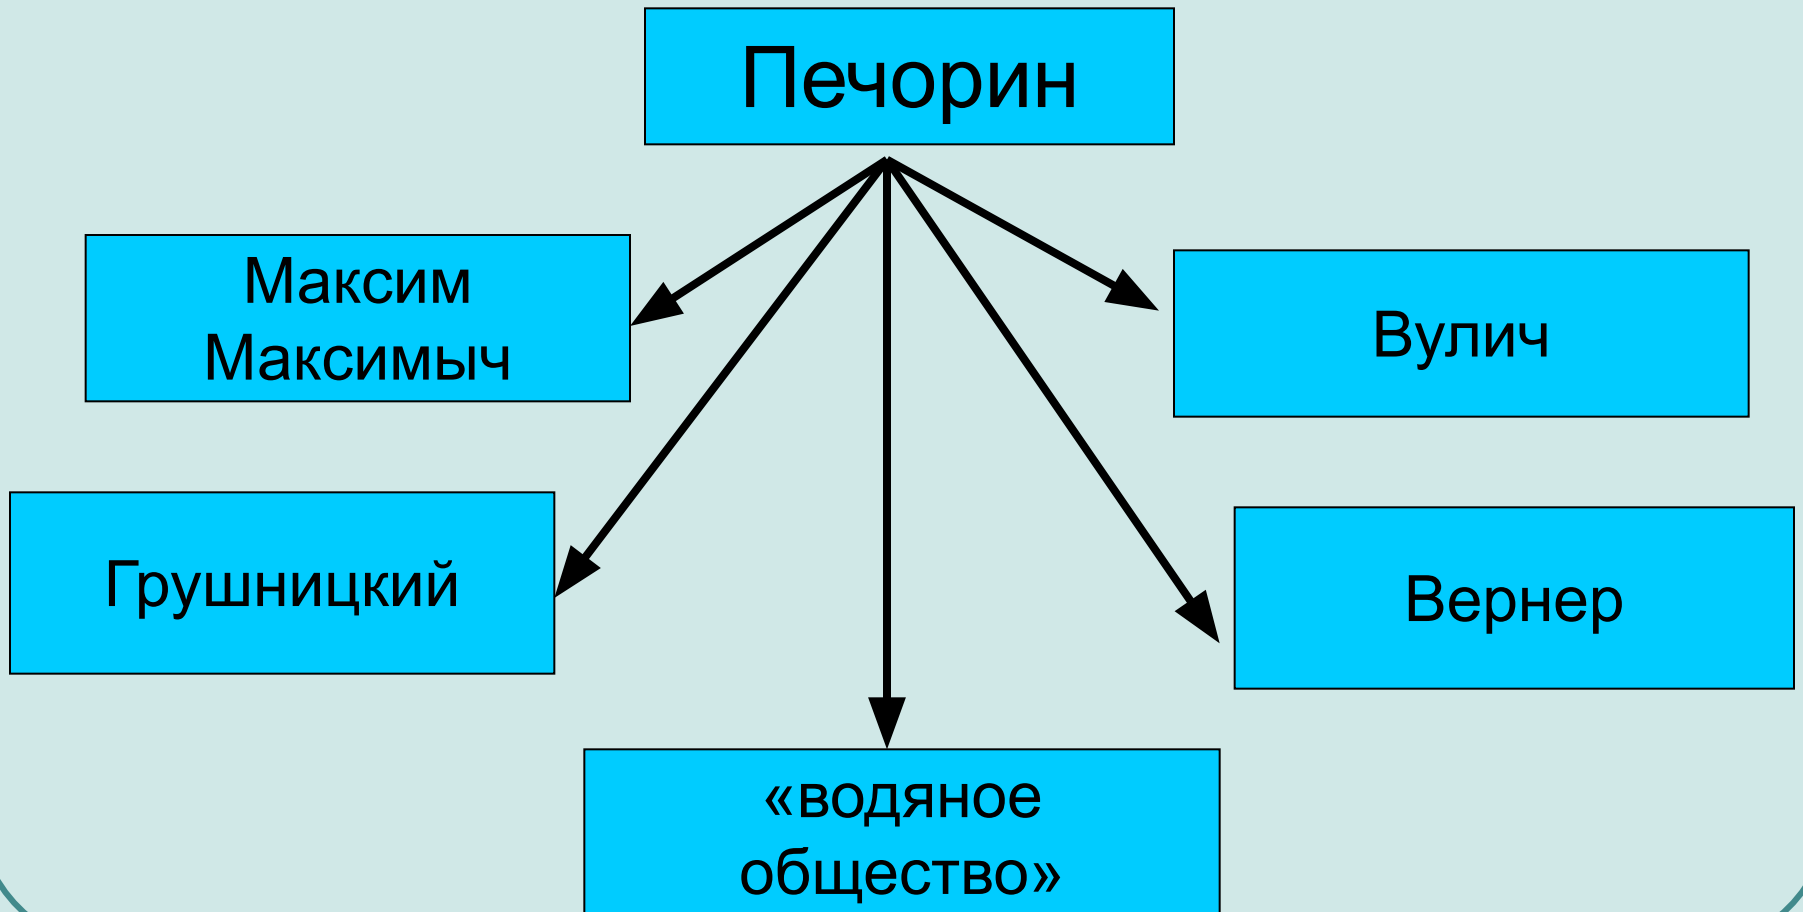 Печорин
Максим
Максимыч
Вулич
Грушницкий
Вернер
«водяное
общество»